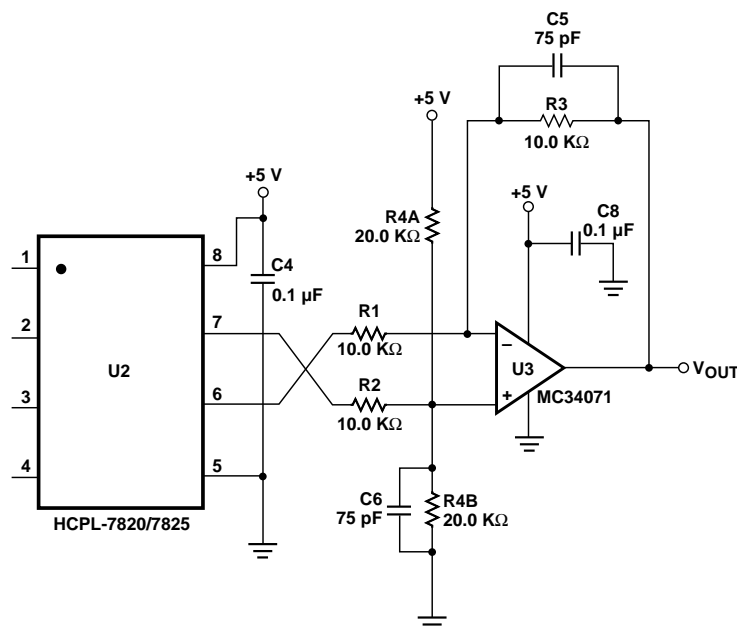 C5
75 pF
+5 V
R3
10.0 KΩ
+5 V
+5 V
C8
0.1 µF
R4A
20.0 KΩ
8
C4
0.1 µF
1
2
3
4
7
6
5
U2
R1
10.0 KΩ
R2
10.0 KΩ
–
+
U3
MC34071
VOUT
C6
75 pF
R4B
20.0 KΩ
HCPL-7820/7825